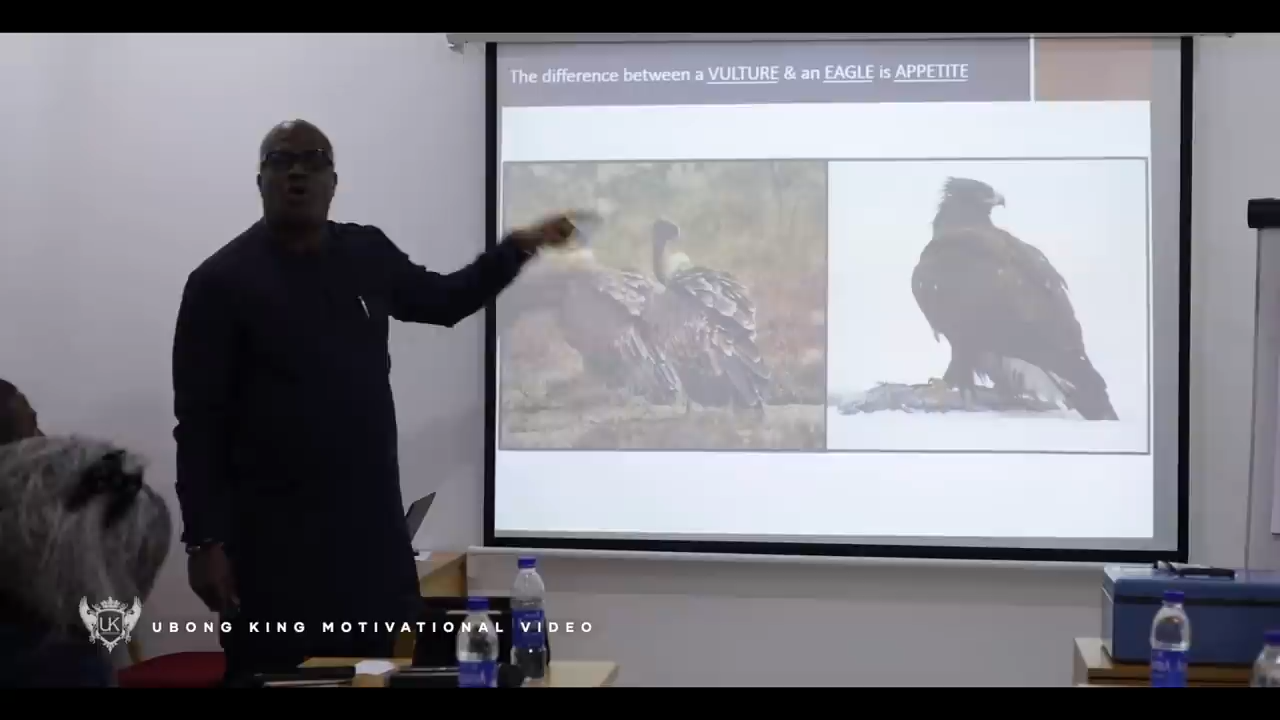 The difference between a VULTURE & an EAGLE is APPETITE
UK
UBONG KING MOTIVATIONAL VIDEO